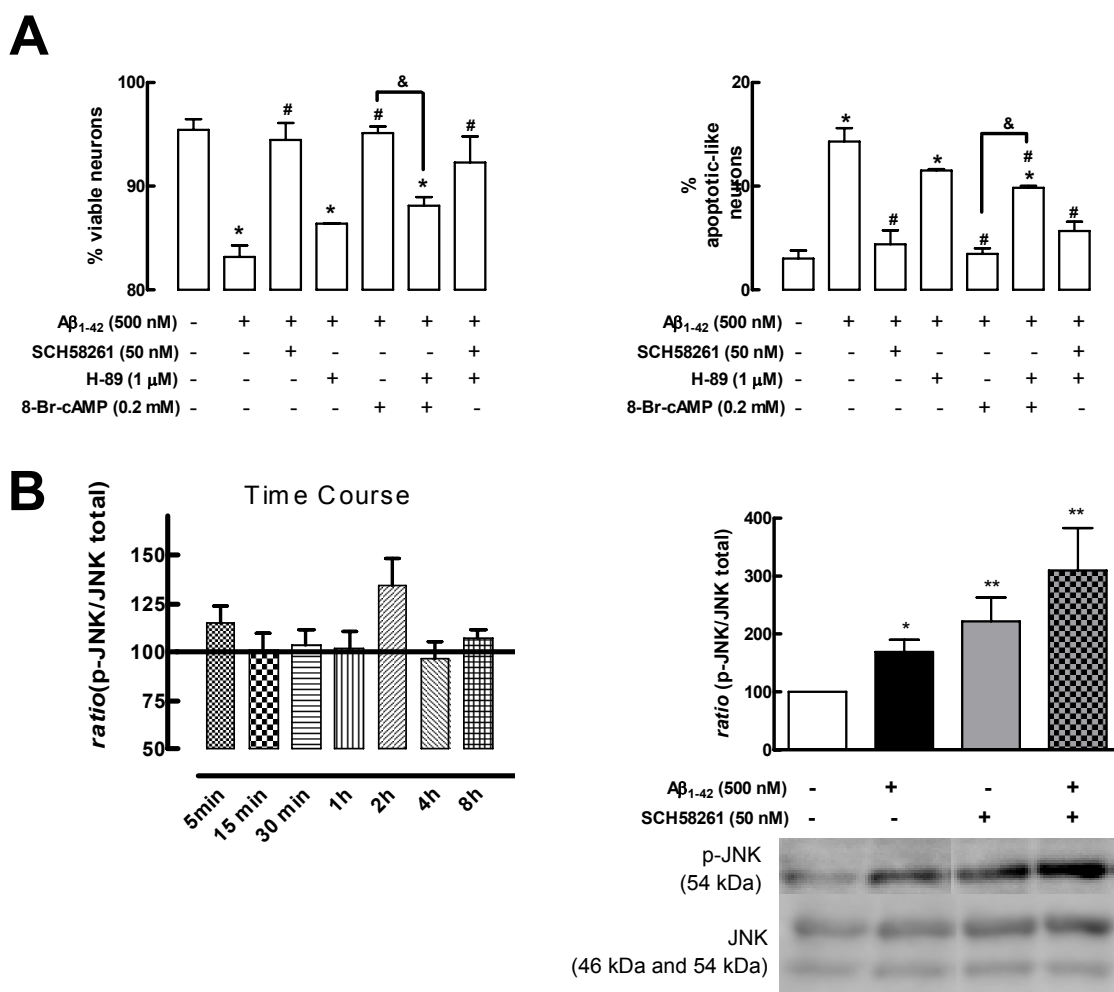 A
% viable neurons
100
90
80
* # * # * #
&
Aβ1-42 (500 nM) - + + + + + +
SCH58261 (50 nM) - - + - - - +
H-89 (1 μM) - - - + - + +
8-Br-cAMP (0.2 mM) - - - - + + -
%
apoptotic-like
neurons
20
10
0
&
* # * # # * #
Aβ1-42 (500 nM) - + + + + + +
SCH58261 (50 nM) - - + - - - +
H-89 (1 μM) - - - + - + +
8-Br-cAMP (0.2 mM) - - - - + + -
B
Time Course
ratio(p-JNK/JNK total)
150
125
100
75
50
5min 15 min 30 min 1h 2h 4h 8h
ratio (p-JNK/JNK total)
400
300
200
100
0
* ** **
Aβ1-42 (500 nM) - + - +
SCH58261 (50 nM) - - + +
p-JNK
(54 kDa)
JNK
(46 kDa and 54 kDa)